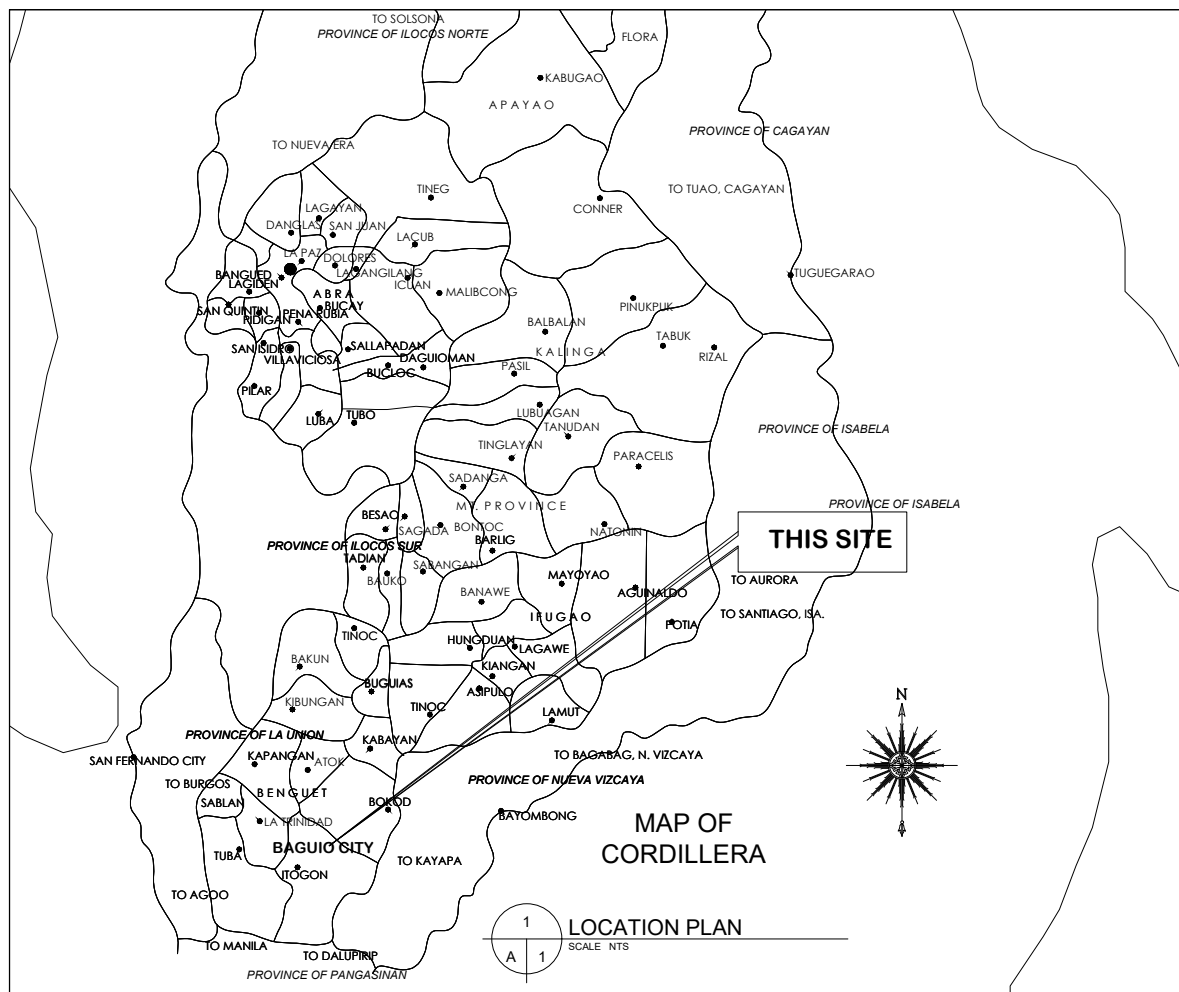 TO SOLSONA
PROVINCE OF ILOCOS NORTE
FLORA
KABUGAO
APAYAO
PROVINCE OF CAGAYAN
TO NUEVA ERA
TINEG
TO TUAO, CAGAYAN
CONNER
LAGAYAN
DANGLAS
SAN JUAN
LACUB
LA PAZ
DOLORES
BANGUED
LAGANGILANG
TUGUEGARAO
LAGIDEN
ICUAN
ABRA
MALIBCONG
SAN QUINTIN
BUCAY
PINUKPUK
PIDIGAN
PENA RUBIA
BALBALAN
TABUK
SAN ISIDRO
SALLAPADAN
KALINGA
RIZAL
VILLAVICIOSA
DAGUIOMAN
PASIL
BUCLOC
PILAR
LUBUAGAN
LUBA
TUBO
TANUDAN
PROVINCE OF ISABELA
TINGLAYAN
PARACELIS
SADANGA
MT. PROVINCE
PROVINCE OF ISABELA
BESAO
SAGADA
BONTOC
NATONIN
BARLIG
THIS SITE
PROVINCE OF ILOCOS SUR
TADIAN
SABANGAN
BAUKO
MAYOYAO
TO AURORA
BANAWE
AGUINALDO
IFUGAO
TO SANTIAGO, ISA.
POTIA
TINOC
HUNGDUAN
LAGAWE
BAKUN
KIANGAN
BUGUIAS
ASIPULO
KIBUNGAN
TINOC
LAMUT
N
PROVINCE OF LA UNION
KABAYAN
SAN FERNANDO CITY
KAPANGAN
ATOK
TO BAGABAG, N. VIZCAYA
TO BURGOS
PROVINCE OF NUEVA VIZCAYA
BENGUET
SABLAN
BOKOD
LA TRINIDAD
BAYOMBONG
MAP OF
CORDILLERA
BAGUIO CITY
TUBA
TO KAYAPA
ITOGON
TO AGOO
1
LOCATION PLAN
SCALE NTS
A
1
TO MANILA
TO DALUPIRIP
PROVINCE OF PANGASINAN